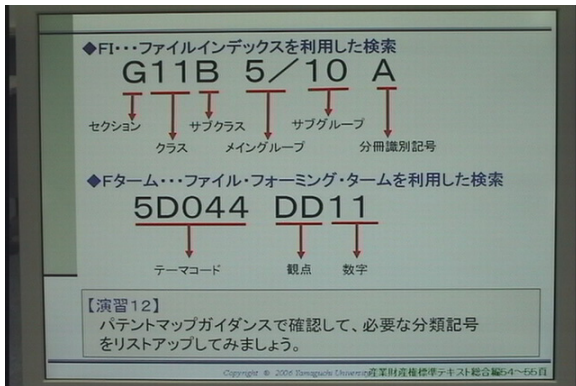 ◆FI・・・ファイルインデックスを利用した検索
G11B 5／10 A
セクション サブクラス サブグループ
クラス メイングループ 分冊識別記号
◆Fターム・・・ファイル・フォーミング・タームを利用した検索
5D044 DD11
テーマコード 観点 数字
【演習12】
パテントマップガイダンスで確認して、必要な分類記号
をリストアップしてみましょう。
Copyright © 2006 Yamaguchi University 産業財産権標準テキスト総合編54～55頁